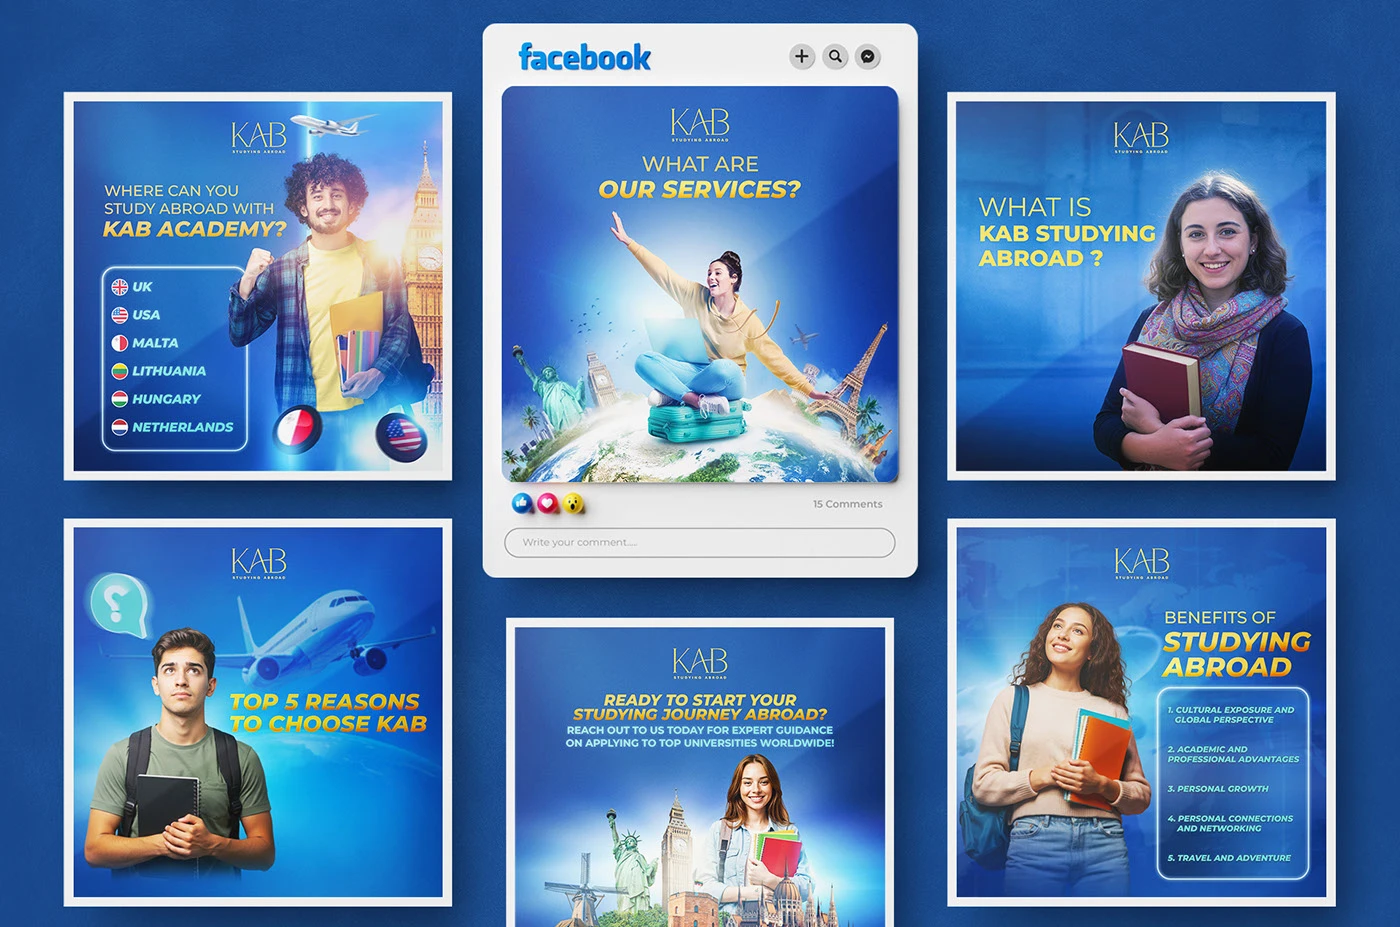 facebook
KAB
STUDYING ABROAD
WHAT ARE
OUR SERVICES?
15 Comments
Write your comment.....
KAB
STUDYING ABROAD
WHERE CAN YOU
STUDY ABROAD WITH
KAB ACADEMY?
UK
USA
MALTA
LITHUANIA
HUNGARY
NETHERLANDS
KAB
STUDYING ABROAD
WHAT IS
KAB STUDYING
ABROAD ?
KAB
STUDYING ABROAD
?
TOP 5 REASONS
TO CHOOSE KAB
KAB
STUDYING ABROAD
READY TO START YOUR
STUDYING JOURNEY ABROAD?
REACH OUT TO US TODAY FOR EXPERT GUIDANCE
ON APPLYING TO TOP UNIVERSITIES WORLDWIDE!
KAB
STUDYING ABROAD
BENEFITS OF
STUDYING
ABROAD
1. CULTURAL EXPOSURE AND
GLOBAL PERSPECTIVE
2. ACADEMIC AND
PROFESSIONAL ADVANTAGES
3. PERSONAL GROWTH
4. PERSONAL CONNECTIONS
AND NETWORKING
5. TRAVEL AND ADVENTURE